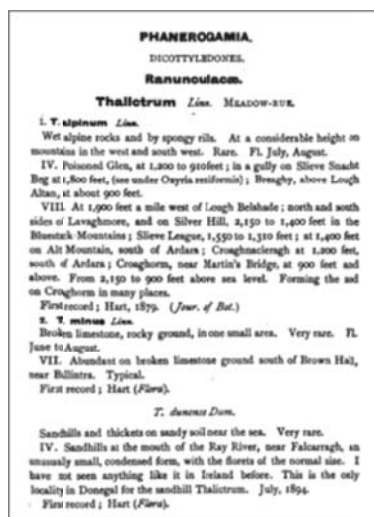 PHANEROGAMIA.
DICOTTYLEDONES.
Ranunculaceæ.
Thalictrum Linn. MEADOW-RUE.
1. T. alpinum Linn.
Wet alpine rocks and by spongy rills. At a considerable height on
mountains in the west and south west. Rare. Fl. July, August.
IV. Poisoned Glen, at 1,200 to 910 feet; in a gully on Slieve Snacht
Beg at 1,800 feet, (see under Oxyria reniformis); Breaghy, above Lough
Altan, at about 900 feet.
VIII. At 1,900 feet a mile west of Lough Belshade; north and south
sides of Lavaghmore, and on Silver Hill, 2,150 to 1,400 feet in the
Bluestack Mountains; Slieve League, 1,550 to 1,310 feet; at 1,400 feet
on Alt Mountain, south of Ardara; Croaghnacleragh at 1,200 feet,
south of Ardara; Croaghorm, near Martin's Bridge, at 900 feet and
above. From 2,150 to 900 feet above sea level. Forming the sod
on Croaghorm in many places.
First record; Hart, 1879. (Jour. of Bot.)
2. T. minus Linn.
Broken limestone, rocky ground, in one small area. Very rare. Fl.
June to August.
VII. Abundant on broken limestone ground south of Brown Hall,
near Ballintra. Typical.
First record; Hart (Flora).
T. dunense Dum.
Sandhills and thickets on sandy soil near the sea. Very rare.
IV. Sandhills at the mouth of the Ray River, near Falcarragh, an
unusually small, condensed form, with the florets of the normal size. I
have not seen anything like it in Ireland before. This is the only
locality in Donegal for the sandhill Thalictrum. July, 1894.
First record; Hart (Flora).